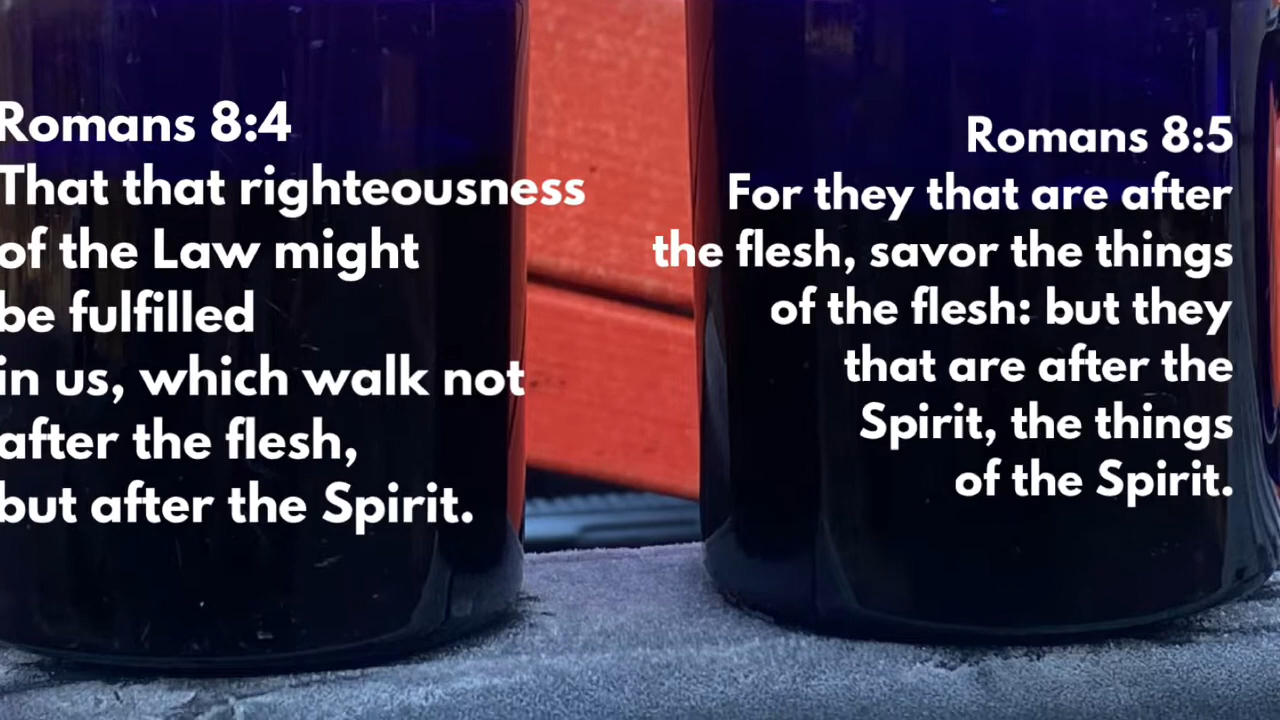 Romans 8:4
That that righteousness
of the Law might
be fulfilled
in us, which walk not
after the flesh,
but after the Spirit.
Romans 8:5
For they that are after
the flesh, savor the things
of the flesh: but they
that are after the
Spirit, the things
of the Spirit.